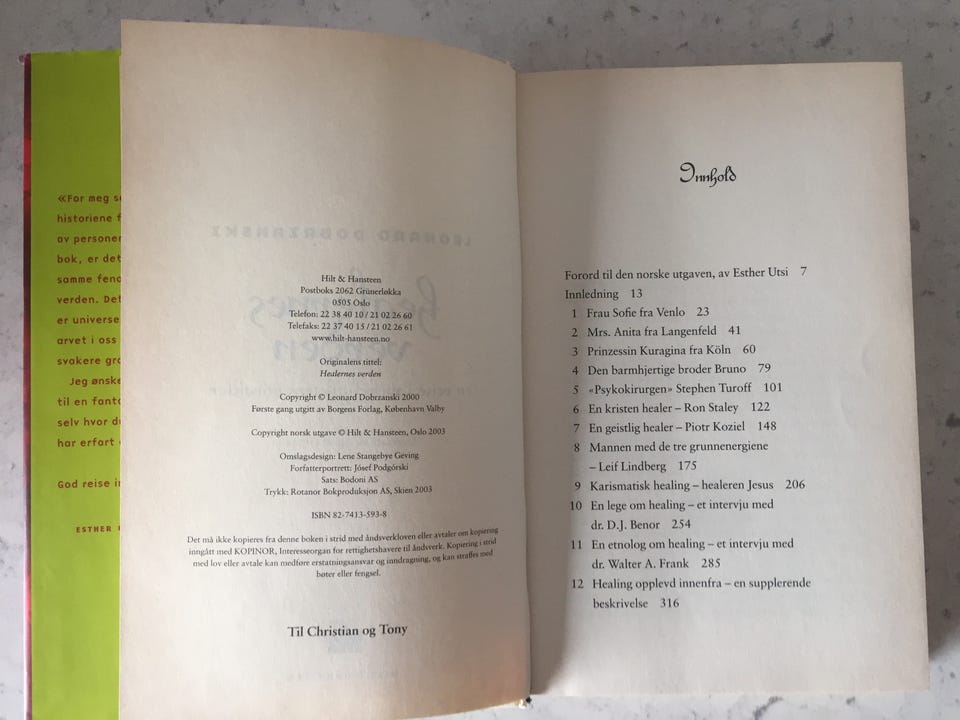 «For meg s
historiene f
av personer
bok, er det
samme feno
verden. Det
er universe
arvet i oss
svakere gra
Jeg ønske
til en fanta
selv hvor du
har erfart
God reise in
ESTHER
LEONARD DOBRZANSKI
Hilt & Hansteen
Postboks 2062 Grünerløkka
0505 Oslo
Telefon: 22 38 40 10 / 21 02 26 60
Telefaks: 22 37 40 15 / 21 02 26 61
www.hilt-hansteen.no
Originalens tittel:
Healernes verden
Copyright © Leonard Dobrzanski 2000
Første gang utgitt av Borgens Forlag, København Valby
Copyright norsk utgave © Hilt & Hansteen, Oslo 2003
Omslagsdesign: Lene Stangebye Geving
Forfatterportrett: Jósef Podgórski
Sats: Bodoni AS
Trykk: Rotanor Bokproduksjon AS, Skien 2003
ISBN 82-7413-593-8
Det må ikke kopieres fra denne boken i strid med åndsverkloven eller avtaler om kopiering
inngått med KOPINOR, Interesseorgan for rettighetshavere til åndsverk. Kopiering i strid
med lov eller avtale kan medføre erstatningsansvar og inndragning, og kan straffes med
bøter eller fengsel.
Til Christian og Tony
Innhold
Forord til den norske utgaven, av Esther Utsi 7
Innledning 13
1 Frau Sofie fra Venlo 23
2 Mrs. Anita fra Langenfeld 41
3 Prinzessin Kuragina fra Köln 60
4 Den barmhjertige broder Bruno 79
5 «Psykokirurgen» Stephen Turoff 101
6 En kristen healer – Ron Staley 122
7 En geistlig healer – Piotr Koziel 148
8 Mannen med de tre grunnenergiene
– Leif Lindberg 175
9 Karismatisk healing – healeren Jesus 206
10 En lege om healing – et intervju med
dr. D.J. Benor 254
11 En etnolog om healing – et intervju med
dr. Walter A. Frank 285
12 Healing opplevd innenfra – en supplerende
beskrivelse 316